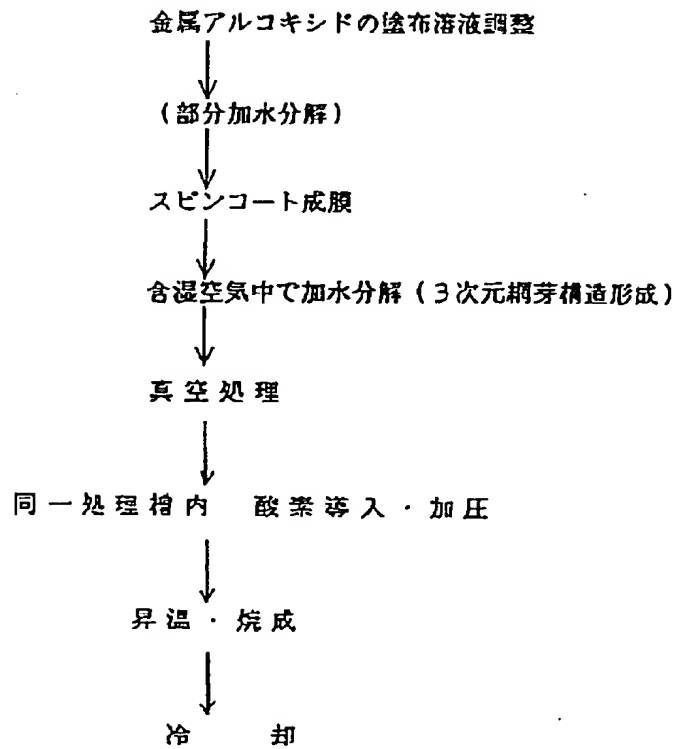 金属アルコキシドの塗布溶液調整
(部分加水分解)
スピンコート成膜
含湿空気中で加水分解(3次元網芽構造形成)
真空処理
同一処理槽内 酸素導入・加圧
昇温・焼成
冷 却